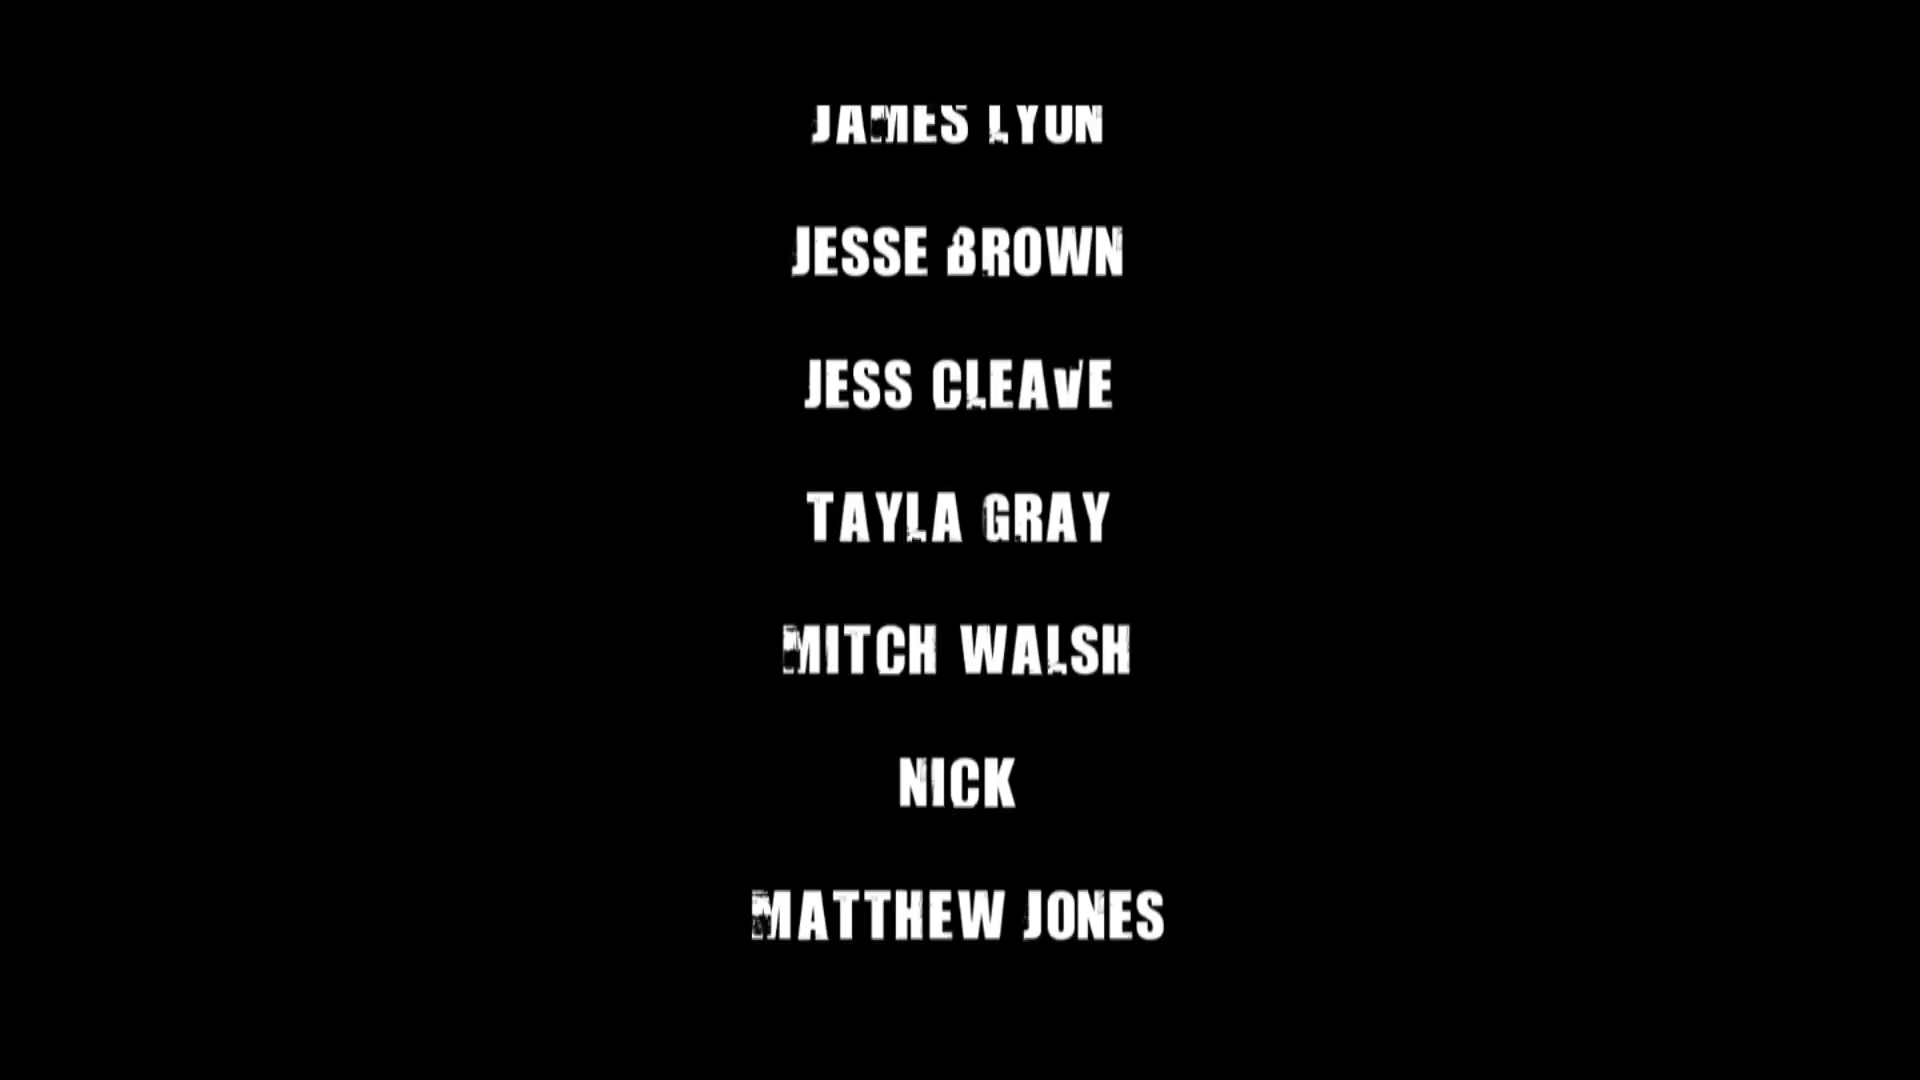 JAMES LYON
JESSE BROWN
JESS CLEAVE
TAYLA GRAY
MITCH WALSH
NICK
MATTHEW JONES